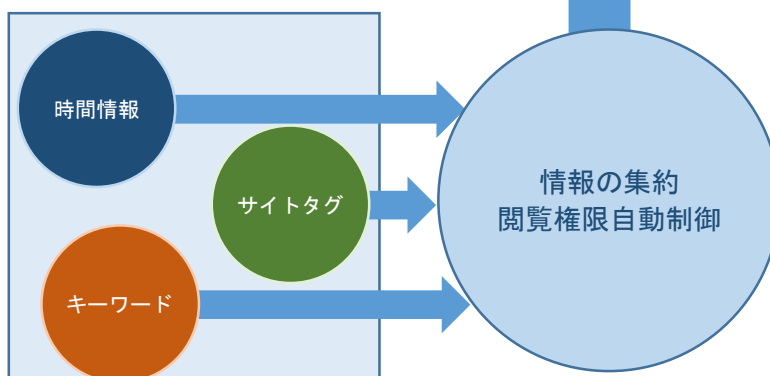 時間情報
サイトタグ
キーワード
情報の集約
閲覧権限自動制御